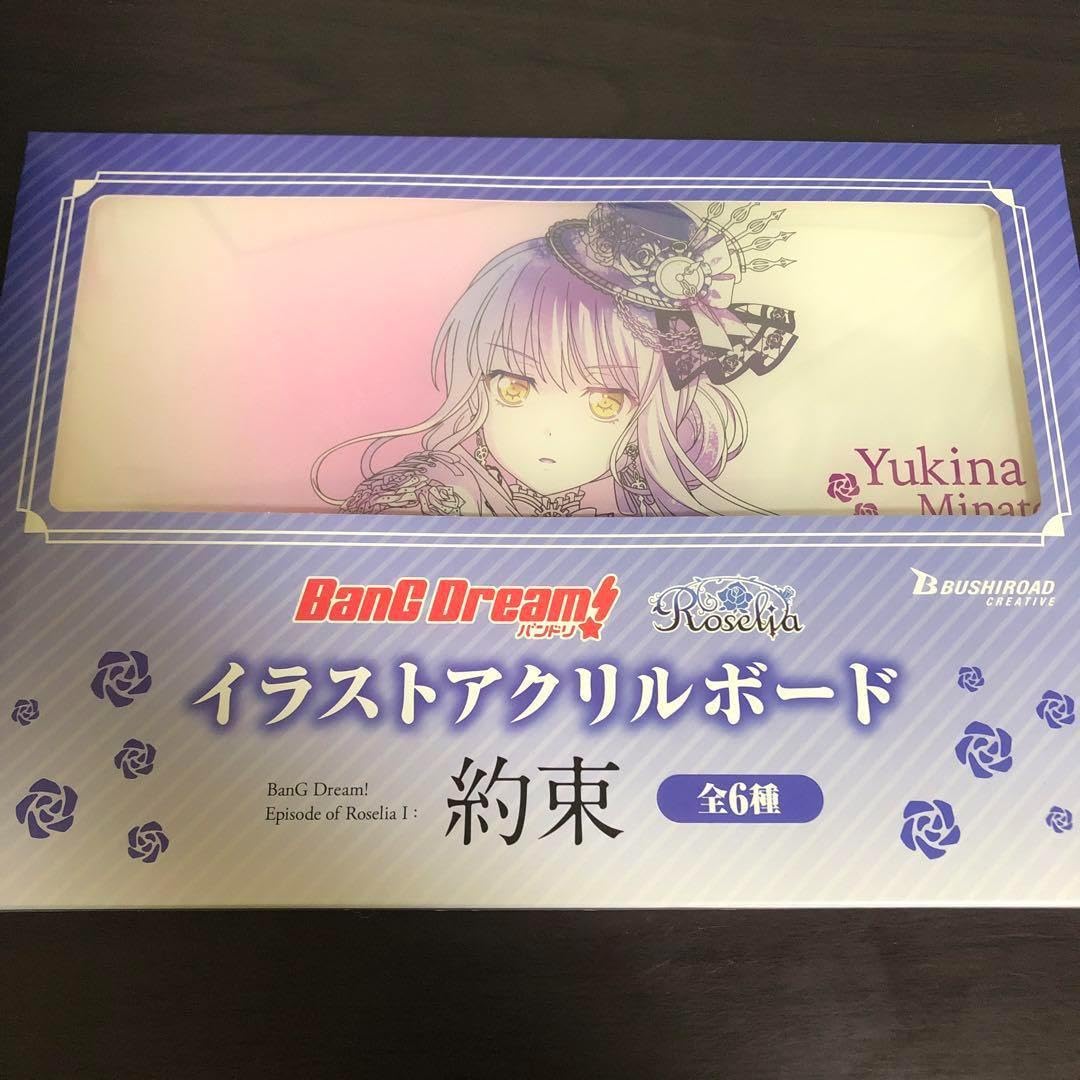 Yukina
Minato
BanG Dream!
バンドリ
Roselia
BUSHIROAD
CREATIVE
イラストアクリルボード
BanG Dream!
Episode of Roselia I :
約束
全6種